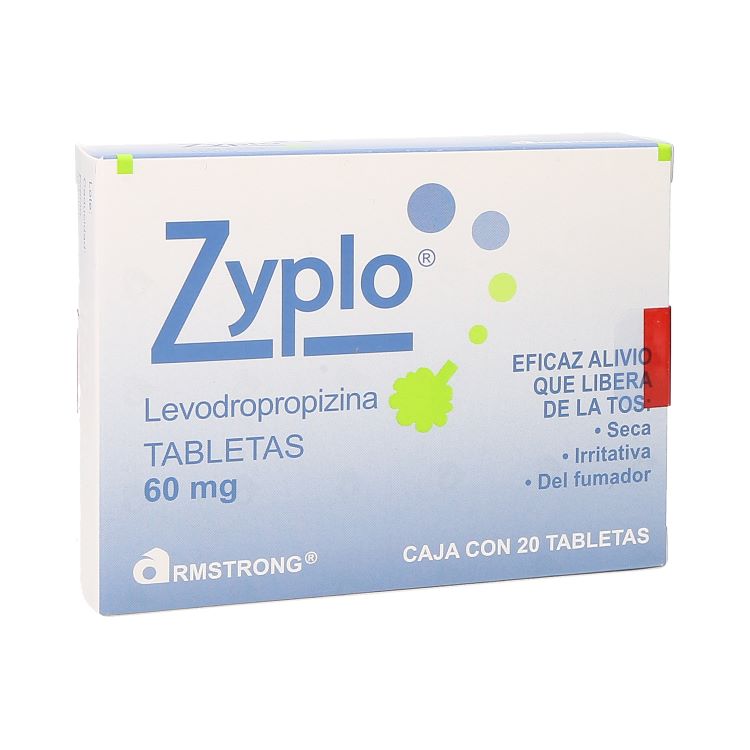 Zyplo®
Levodropropizina
TABLETAS
60 mg
EFICAZ ALIVIO
QUE LIBERA
DE LA TOS:
• Seca
• Irritativa
• Del fumador
ARMSTRONG®
CAJA CON 20 TABLETAS